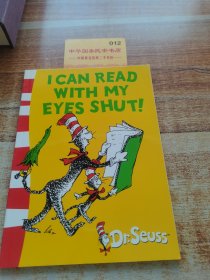 012
I CAN READ
WITH MY
EYES SHUT!
Dr. Seuss